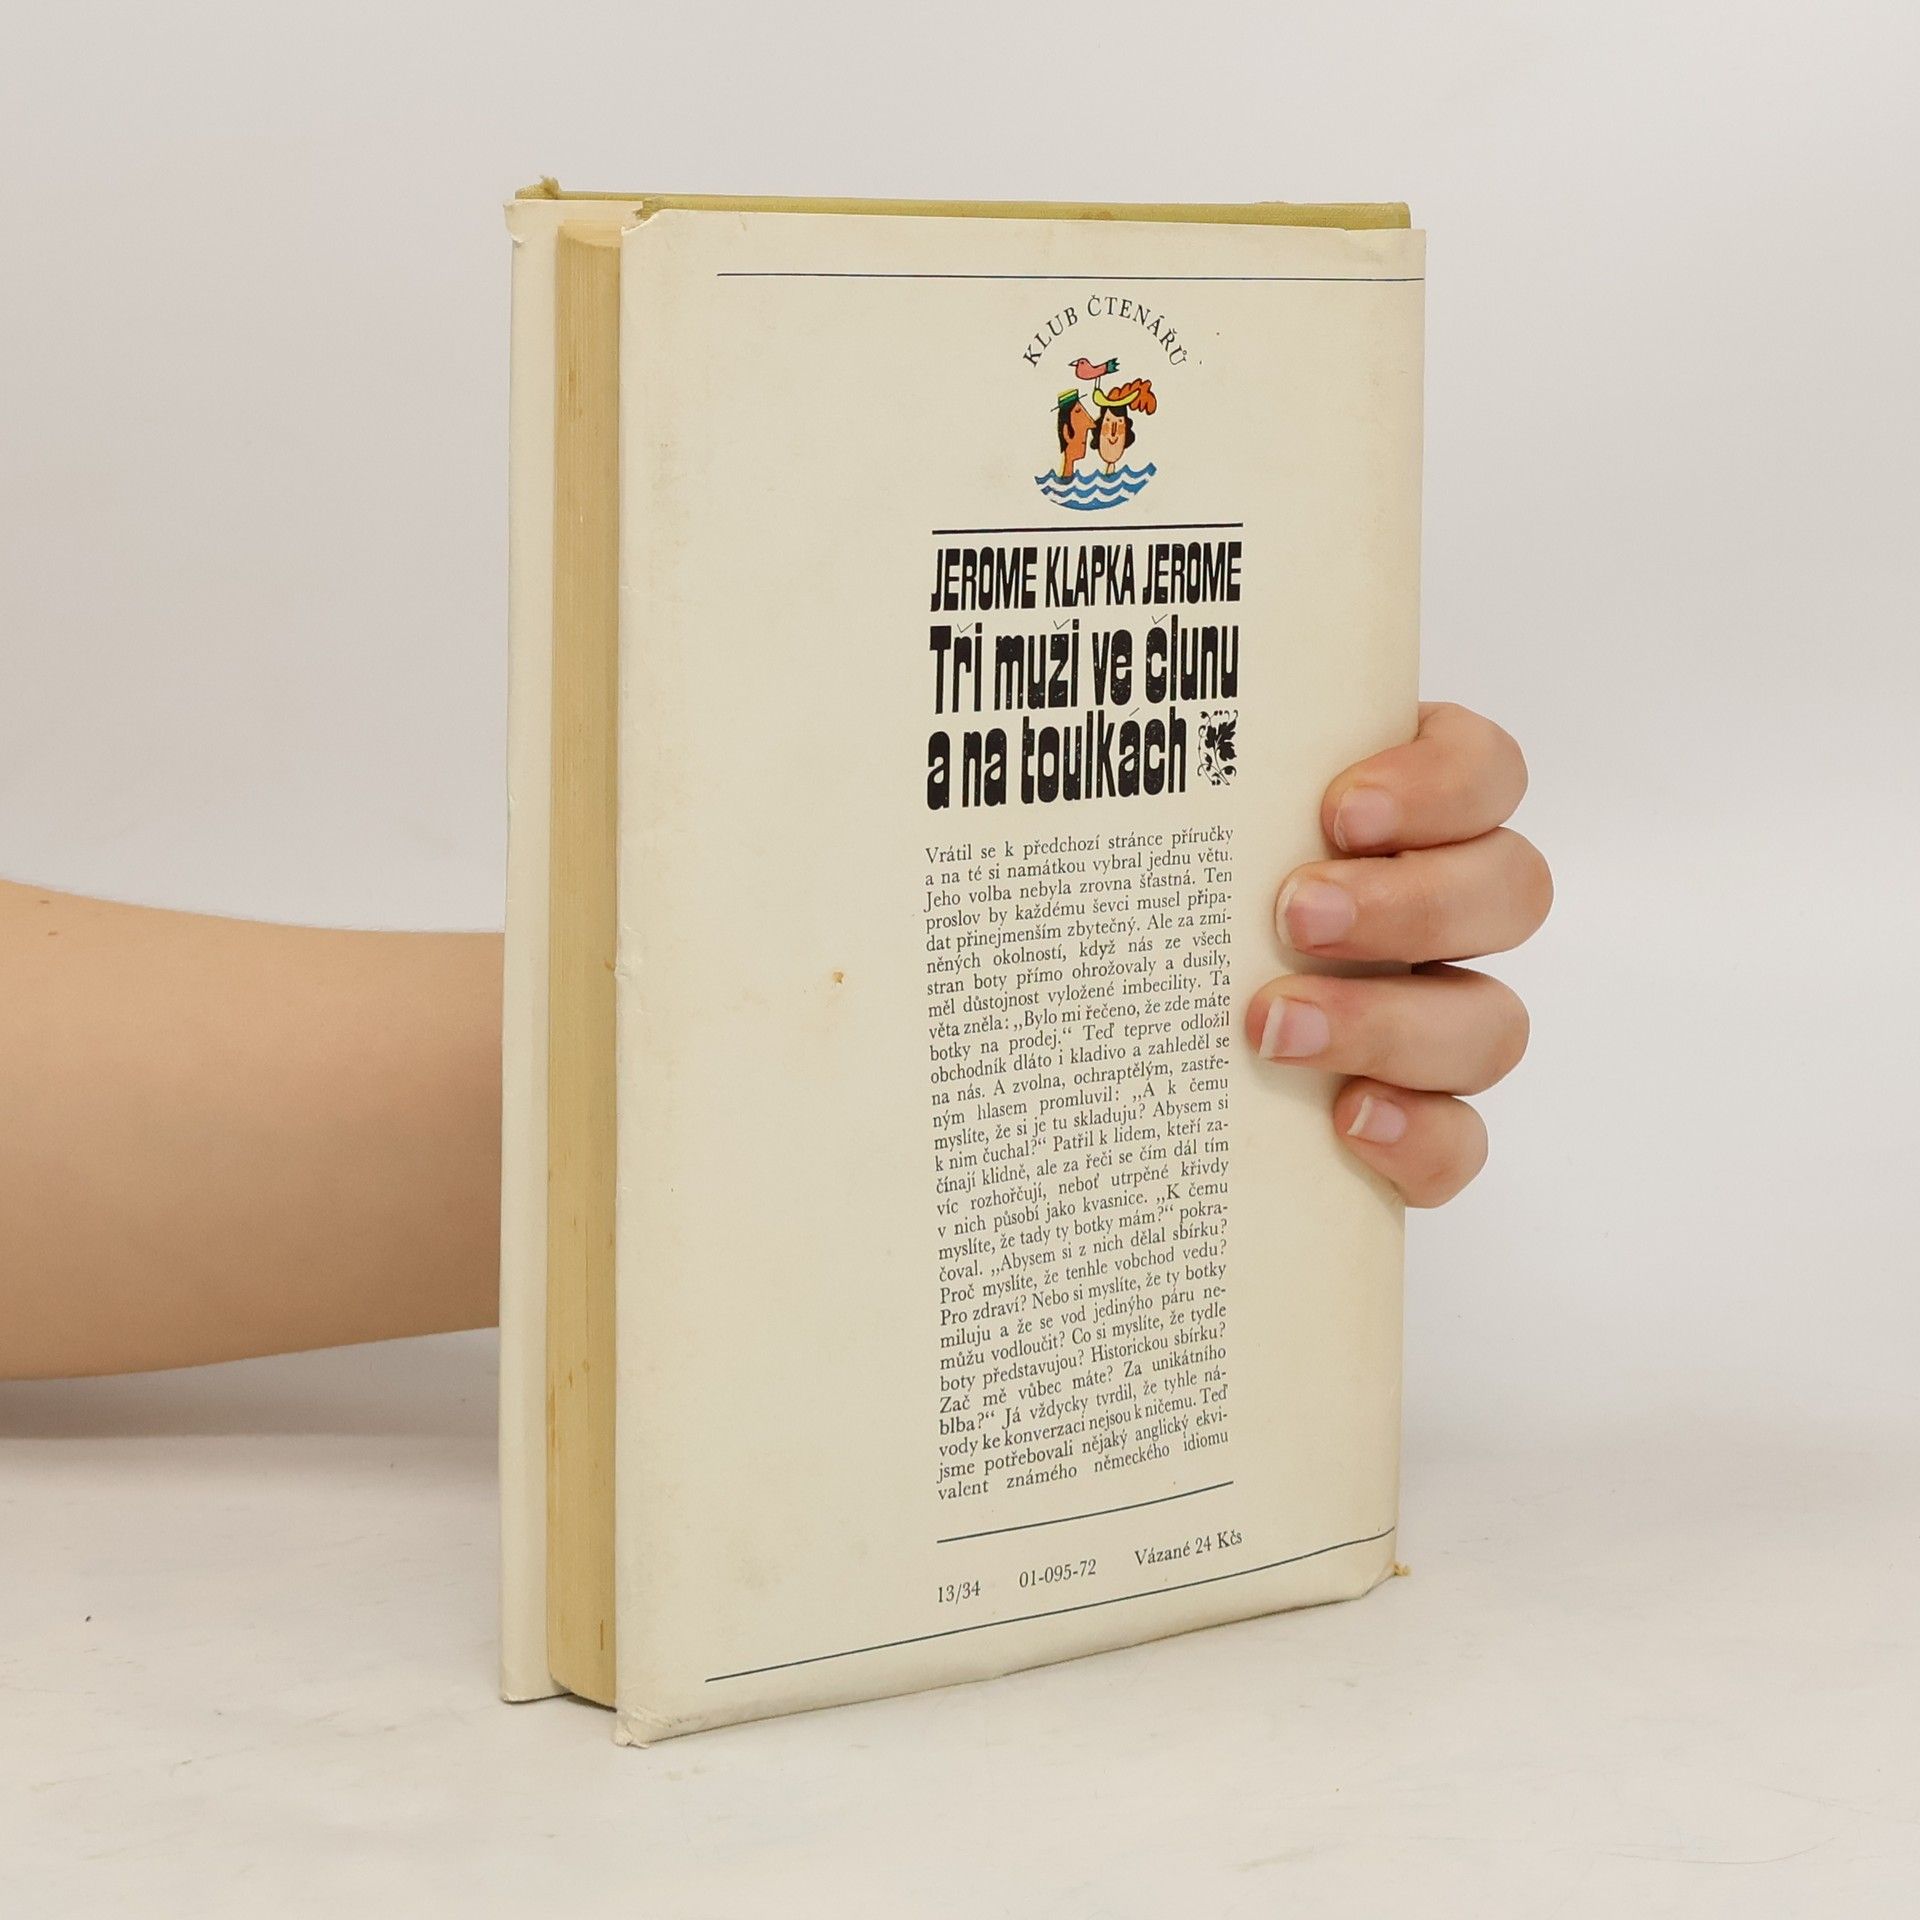 KLUB ČTENÁŘŮ
JEROME KLAPKA JEROME
Tři muži ve člunu
a na toulkách
Vrátil se k předchozí stránce příručky
a na té si namátkou vybral jednu větu.
Jeho volba nebyla zrovna šťastná. Ten
proslov by každému ševci musel připa-
dat přinejmenším zbytečný. Ale za zmí-
něných okolností, když nás ze všech
stran boty přímo ohrožovaly a dusily,
měl důstojnost vyložené imbecility. Ta
věta zněla: „Bylo mi řečeno, že zde máte
botky na prodej.“ Teď teprve odložil
obchodník dláto i kladivo a zahleděl se
na nás. A zvolna, ochraptělým, zastře-
ným hlasem promluvil: „A k čemu
myslíte, že si je tu skladuju? Abysem si
k nim čuchal?“ Patřil k lidem, kteří za-
čínají klidně, ale za řeči se čím dál tím
víc rozhořčují, neboť utrpěné křivdy
v nich působí jako kvasnice. „K čemu
myslíte, že tady ty botky mám?“ pokra-
čoval. „Abysem si z nich dělal sbírku?
Proč myslíte, že tenhle vobchod vedu?
Pro zdraví? Nebo si myslíte, že ty botky
miluju a že se vod jedinýho páru ne-
můžu vodloučit? Co si myslíte, že tydle
boty představujou? Historickou sbírku?
Zač mě vůbec máte? Za unikátního
blba?“ Já vždycky tvrdil, že tyhle ná-
vody ke konverzaci nejsou k ničemu. Teď
jsme potřebovali nějaký anglický ekvi-
valent známého německého idiomu
13/34 01-095-72 Vázané 24 Kčs